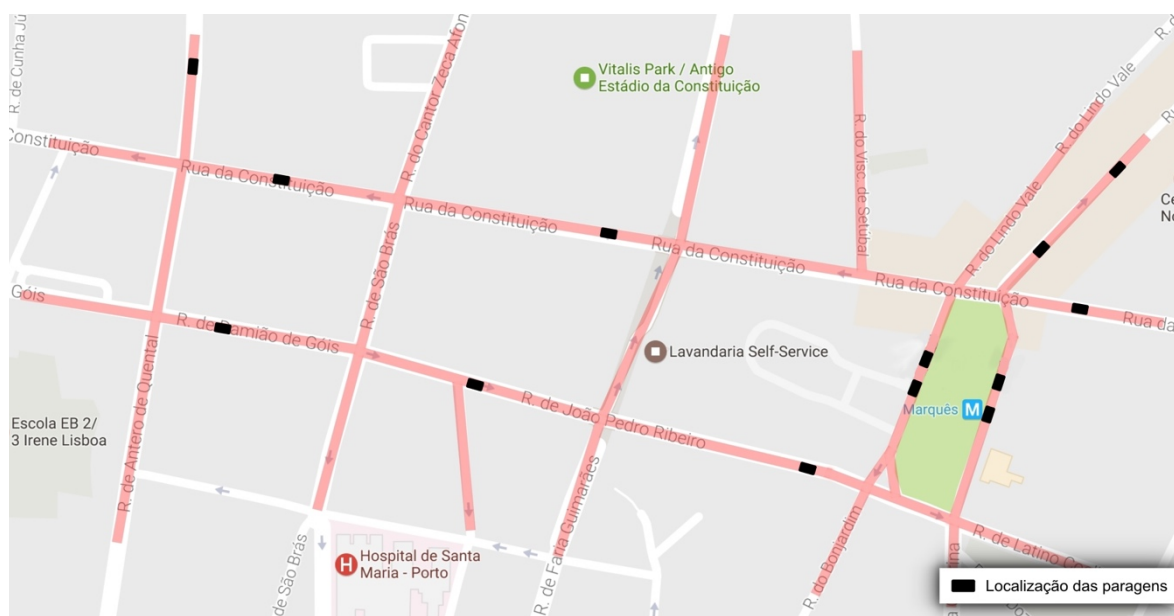 R. de Cunha Jú
R. do Cantor Zeca Afon
Vitalis Park / Antigo
Estádio da Constituição
R. do Lindo Vale
R. d
Rua
Constituição
Rua da Constituição
Rua da Constituição
R. do Visc. de Setúbal
Ce
No
Rua da Constituição
R. do Lindo Vale
Rua da Constituição
Rua da
R. de São Brás
Góis
R. de Damião de Góis
Lavandaria Self-Service
R. de Antero de Quental
Escola EB 2/
3 Irene Lisboa
R. de João Pedro Ribeiro
Marquês M
R. de Faria Guimarães
R. do Bonjardim
R. de Latino Co
ina
de São Brás
H Hospital de Santa
Maria - Porto
Localização das paragens